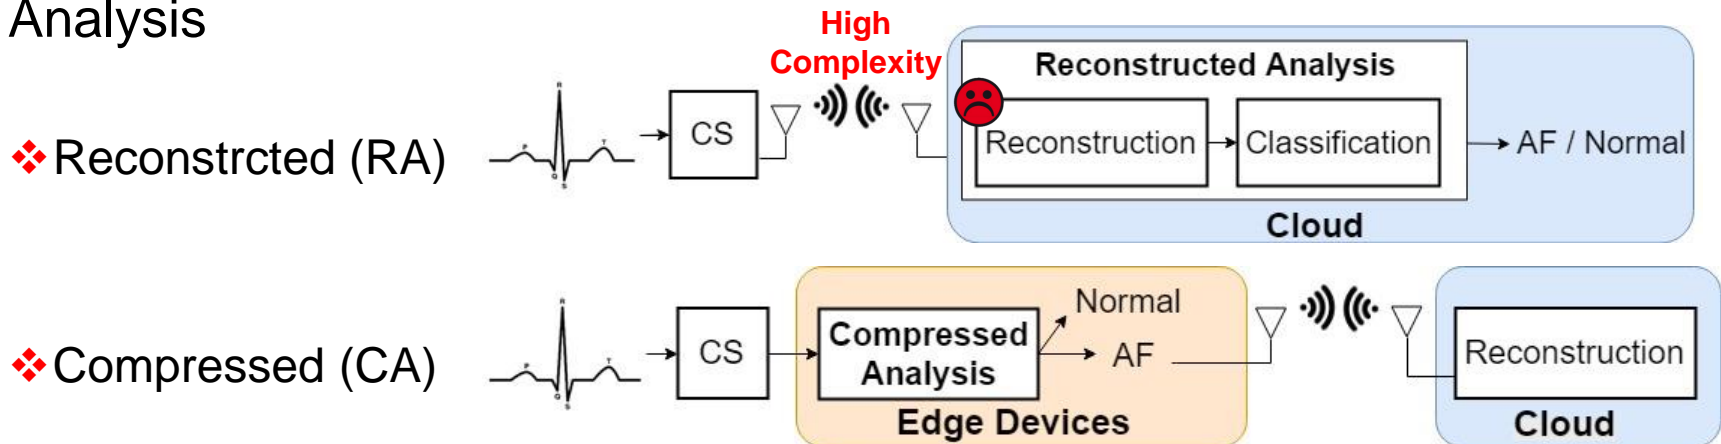 Analysis
High
Complexity
Reconstrcted (RA)
R
P
Q
S
T
CS
Reconstructed Analysis
Reconstruction
Classification
AF / Normal
Cloud
Compressed (CA)
R
P
Q
S
T
CS
Compressed
Analysis
Normal
AF
Edge Devices
Reconstruction
Cloud